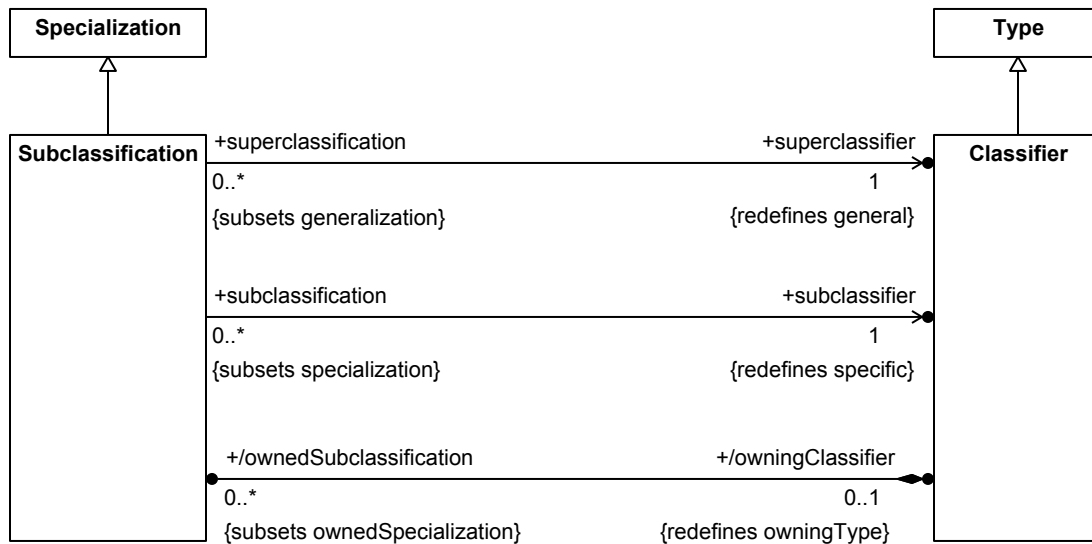 Specialization
Type
Subclassification
Classifier
+superclassification
+superclassifier
0..*
1
{subsets generalization}
{redefines general}
+subclassification
+subclassifier
0..*
1
{subsets specialization}
{redefines specific}
+/ownedSubclassification
+/owningClassifier
0..*
0..1
{subsets ownedSpecialization}
{redefines owningType}